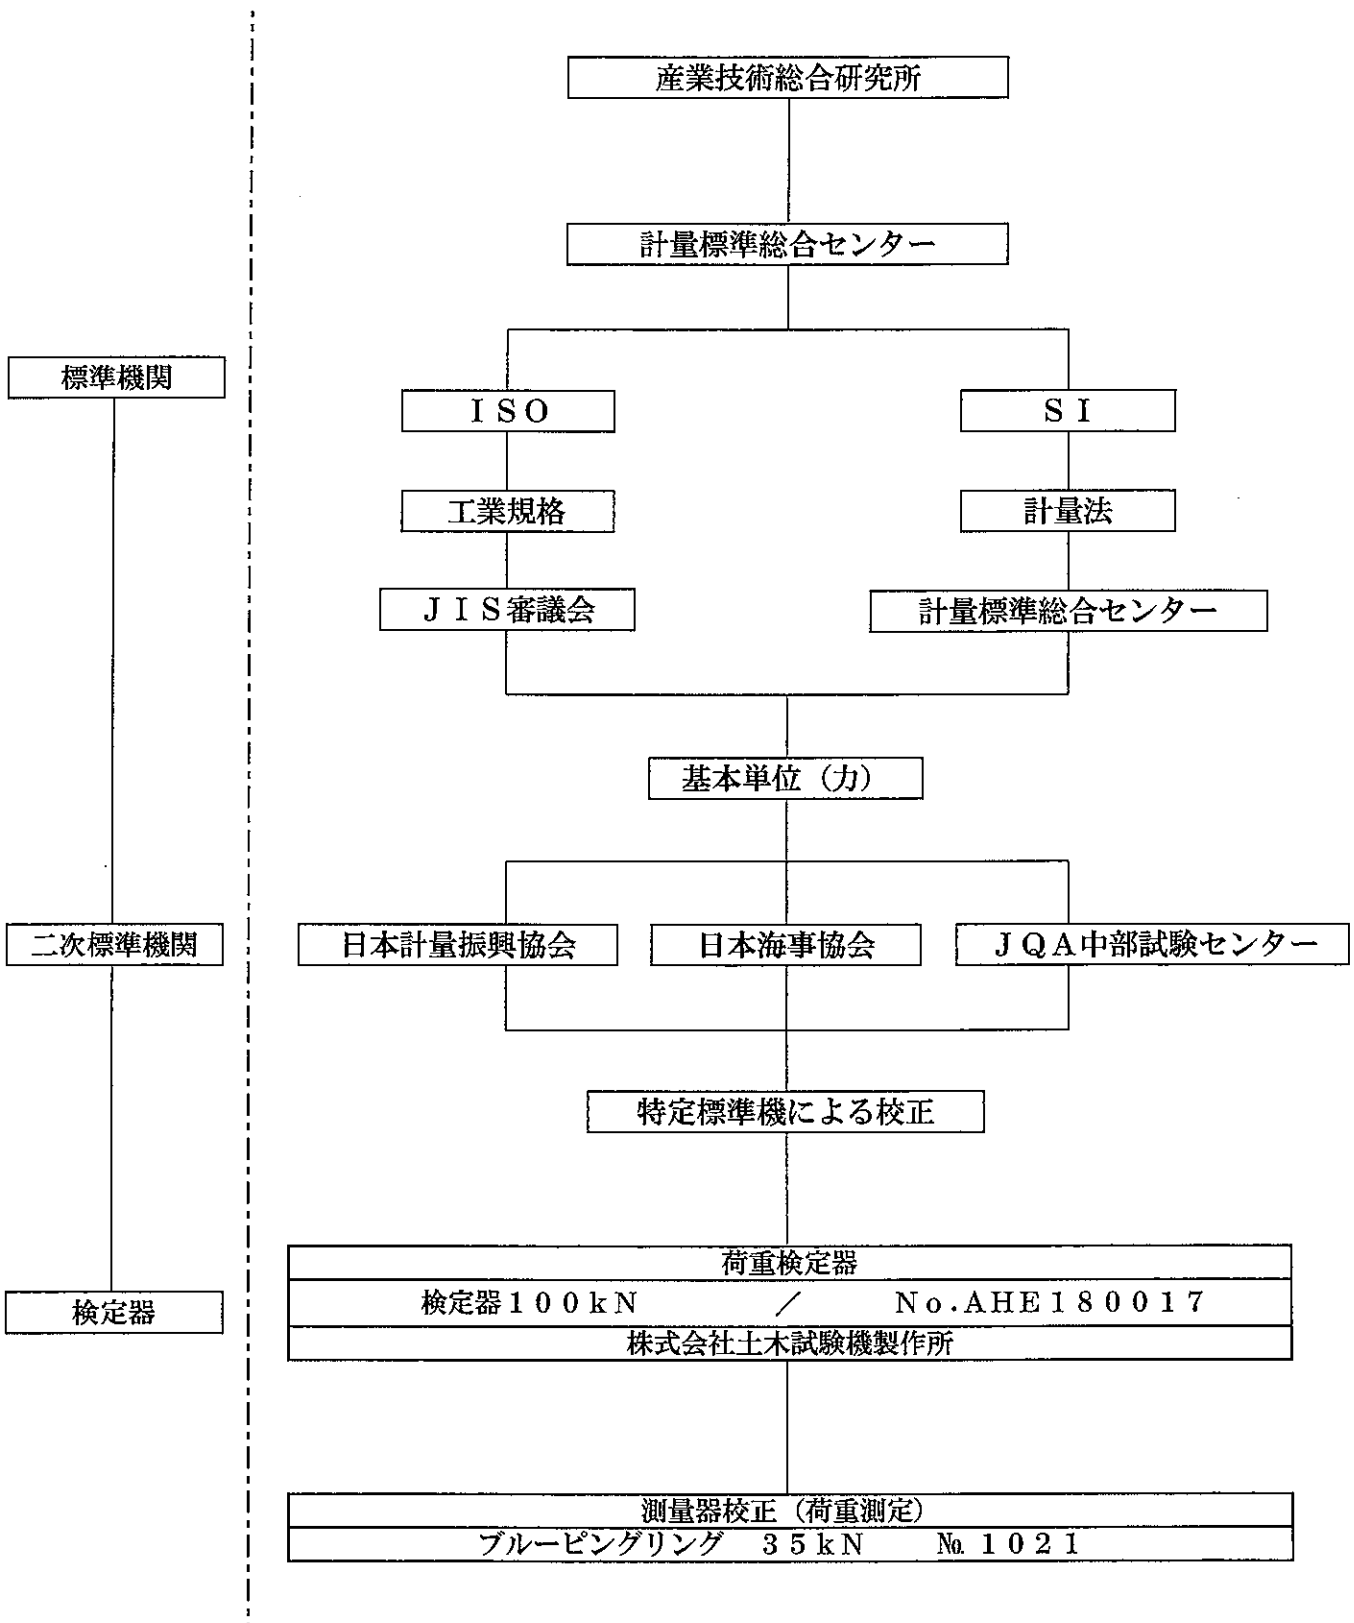 産業技術総合研究所
計量標準総合センター
標準機関
ＩＳＯ
ＳＩ
工業規格
計量法
ＪＩＳ審議会
計量標準総合センター
基本単位（力）
二次標準機関
日本計量振興協会
日本海事協会
ＪＱＡ中部試験センター
特定標準機による校正
荷重検定器
検定器
検定器１００ｋＮ ／ Ｎｏ.ＡＨＥ１８００１７
株式会社土木試験機製作所
測量器校正（荷重測定）
ブルーピングリング ３５ｋＮ № １０２１